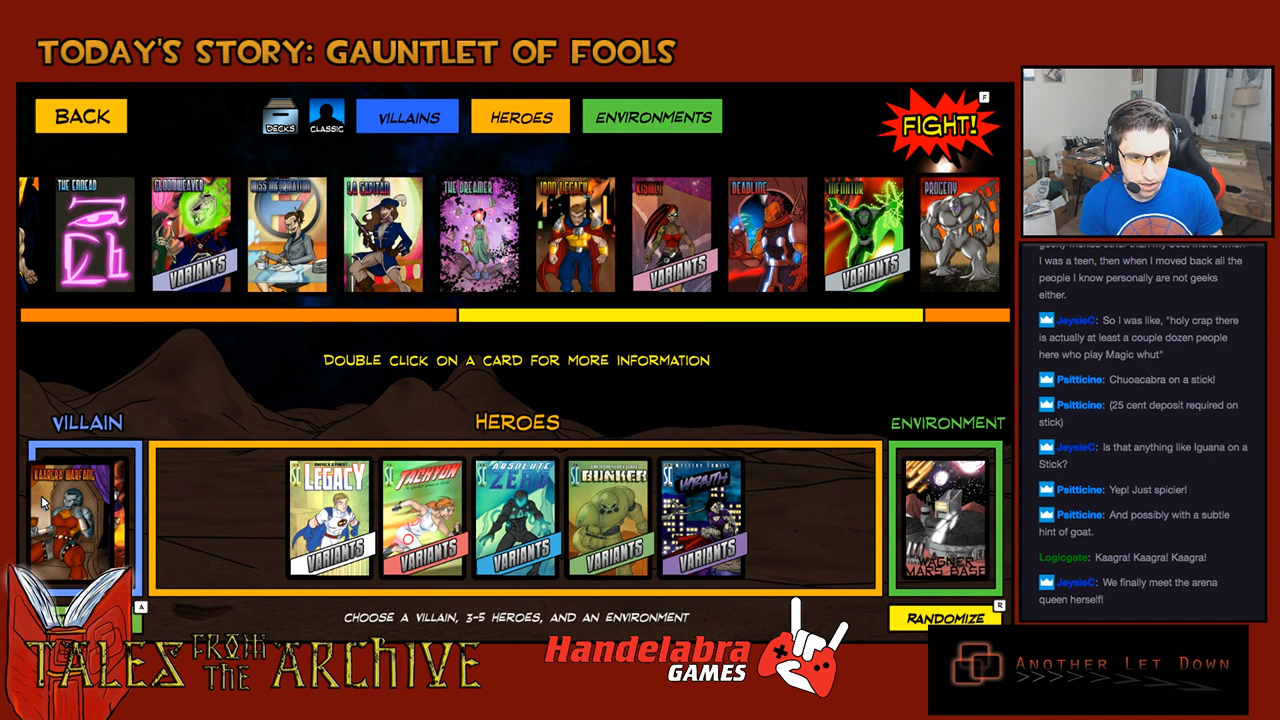 TODAY'S STORY: GAUNTLET OF FOOLS
BACK
DECKS
CLASSIC
VILLAINS
HEROES
ENVIRONMENTS
FIGHT!
F
THE ENNEAD
GLOOMWEAVER
VARIANTS
MISS INFORMATION
LA CAPITAN
THE DREAMER
IRON LEGACY
KISMET
VARIANTS
DEADLINE
INFINITOR
VARIANTS
PROGENY
DOUBLE CLICK ON A CARD FOR MORE INFORMATION
VILLAIN
HEROES
ENVIRONMENT
KAARGRA WARFANG
LEGACY
VARIANTS
TACHYON
VARIANTS
ABSOLUTE
ZERO
VARIANTS
BUNKER
VARIANTS
MYSTERY COMICS
WRAITH
VARIANTS
WAGNER
MARS BASE
A
CHOOSE A VILLAIN, 3-5 HEROES, AND AN ENVIRONMENT
RANDOMIZE
R
TALES FROM THE ARCHIVE
Handelabra
GAMES
ANOTHER LET DOWN
I was a teen, then when I moved back all the
people I know personally are not geeks
either.
JeysieC: So I was like, "holy crap there
is actually at least a couple dozen people
here who play Magic whut"
Psitticine: Chuoacabra on a stick!
Psitticine: (25 cent deposit required on
stick)
JeysieC: Is that anything like Iguana on a
Stick?
Psitticine: Yep! Just spicier!
Psitticine: And possibly with a subtle
hint of goat.
Logicgate: Kaagra! Kaagra! Kaagra!
JeysieC: We finally meet the arena
queen herself!